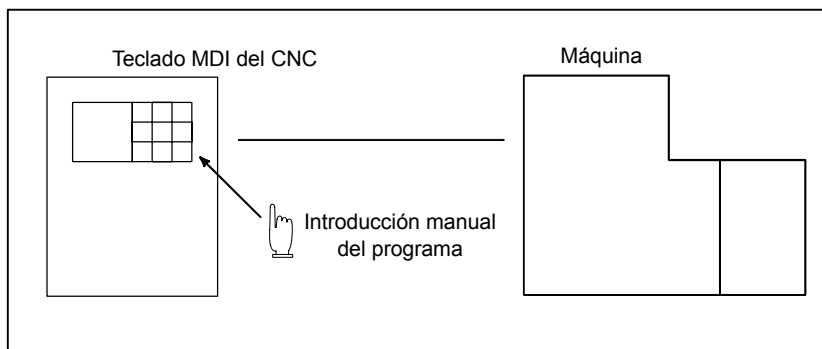 Teclado MDI del CNC
Máquina
Introducción manual
del programa